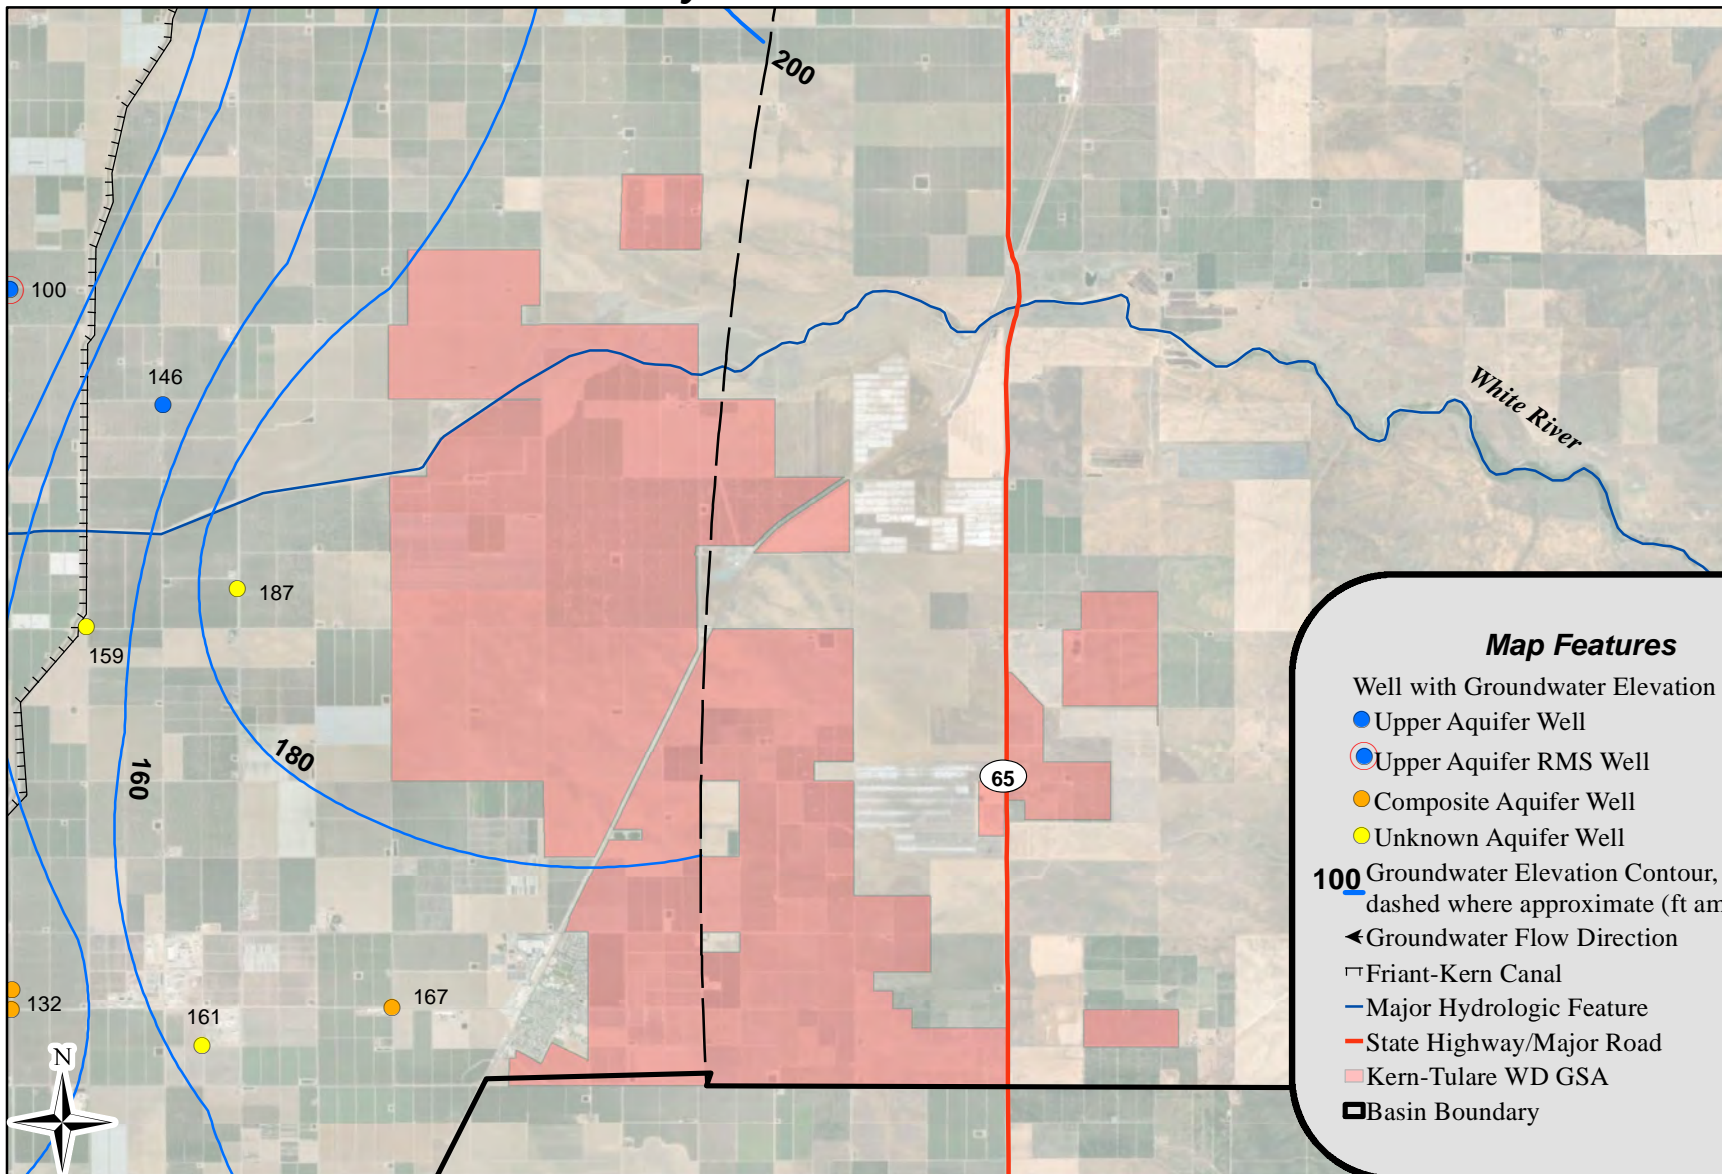 200
100
146
White River
187
159
180
160
65
132
161
167
N
Map Features
Well with Groundwater Elevation
Upper Aquifer Well
Upper Aquifer RMS Well
Composite Aquifer Well
Unknown Aquifer Well
100 Groundwater Elevation Contour,
dashed where approximate (ft am
Groundwater Flow Direction
Friant-Kern Canal
Major Hydrologic Feature
State Highway/Major Road
Kern-Tulare WD GSA
Basin Boundary